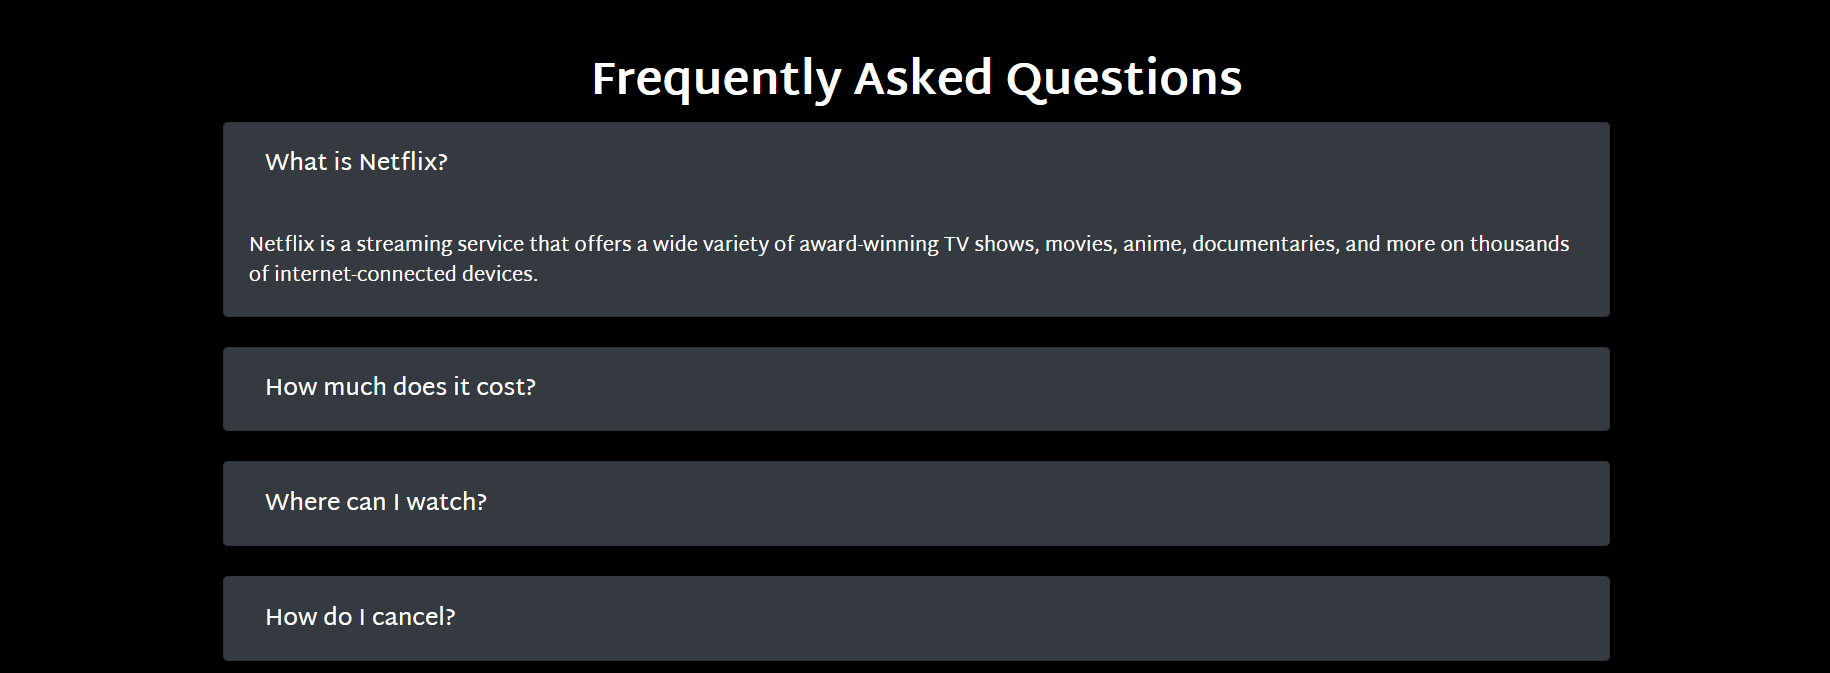 Frequently Asked Questions
What is Netflix?
Netflix is a streaming service that offers a wide variety of award-winning TV shows, movies, anime, documentaries, and more on thousands
of internet-connected devices.
How much does it cost?
Where can I watch?
How do I cancel?